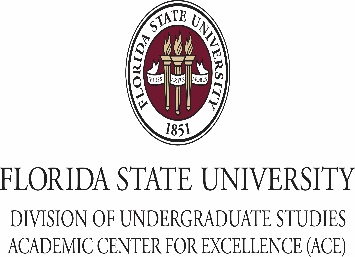 FLORIDA STATE UNIVERSITY
1851
FLORIDA STATE UNIVERSITY
DIVISION OF UNDERGRADUATE STUDIES
ACADEMIC CENTER FOR EXCELLENCE (ACE)